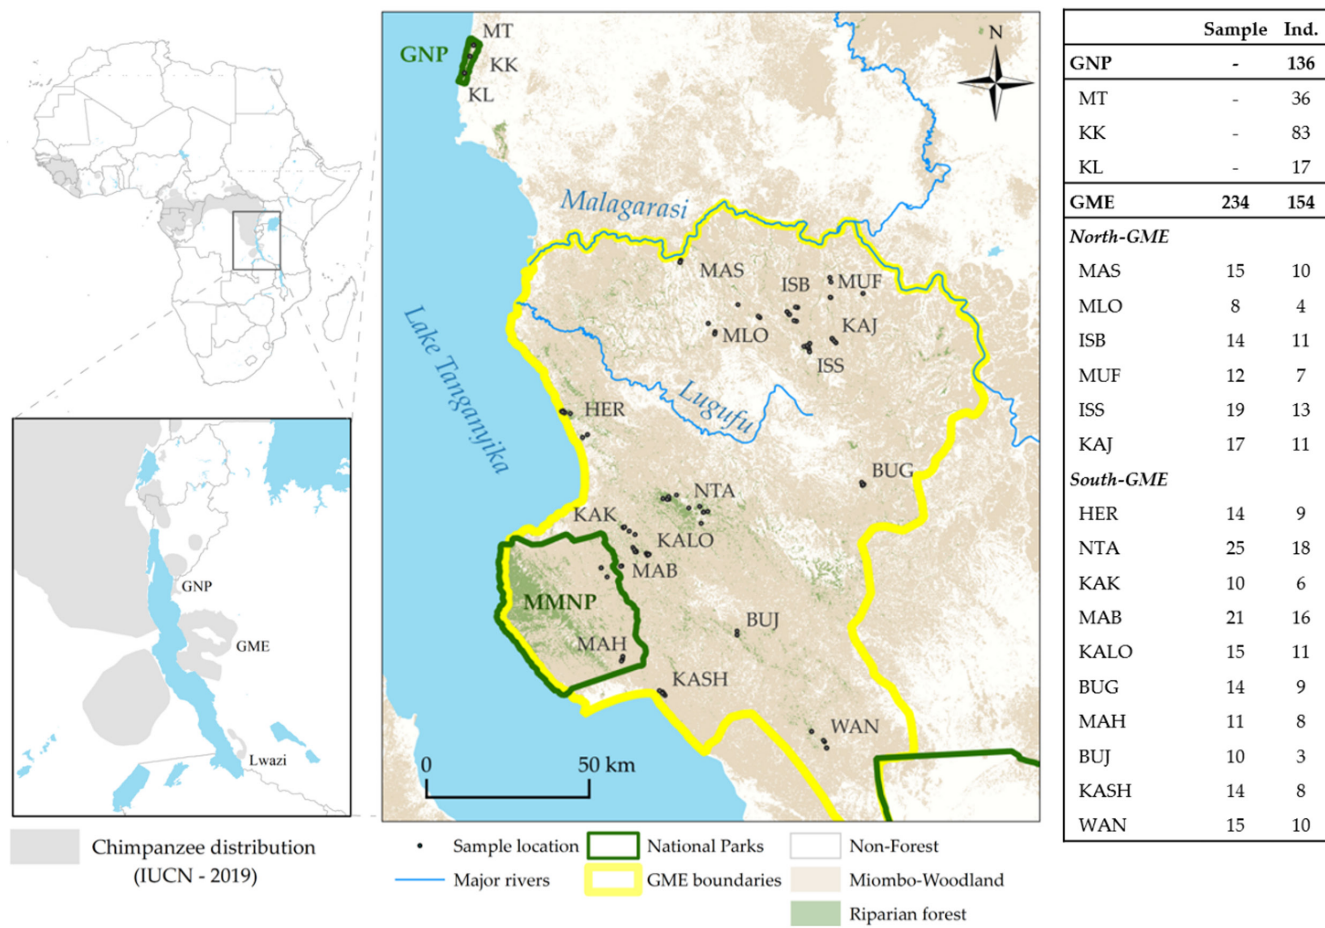 GNP
GME
Lwazi
Chimpanzee distribution
(IUCN - 2019)
MT
GNP
KK
KL
N
Malagarasi
MAS
ISB
MUF
MLO
KAJ
ISS
Lake Tanganyika
Lugufu
HER
BUG
NTA
KAK
KALO
MAB
MMNP
BUJ
MAH
KASH
WAN
0 50 km
Sample location National Parks Non-Forest
Major rivers GME boundaries Miombo-Woodland
Riparian forest
Sample Ind.
GNP - 136
MT - 36
KK - 83
KL - 17
GME 234 154
North-GME
MAS 15 10
MLO 8 4
ISB 14 11
MUF 12 7
ISS 19 13
KAJ 17 11
South-GME
HER 14 9
NTA 25 18
KAK 10 6
MAB 21 16
KALO 15 11
BUG 14 9
MAH 11 8
BUJ 10 3
KASH 14 8
WAN 15 10